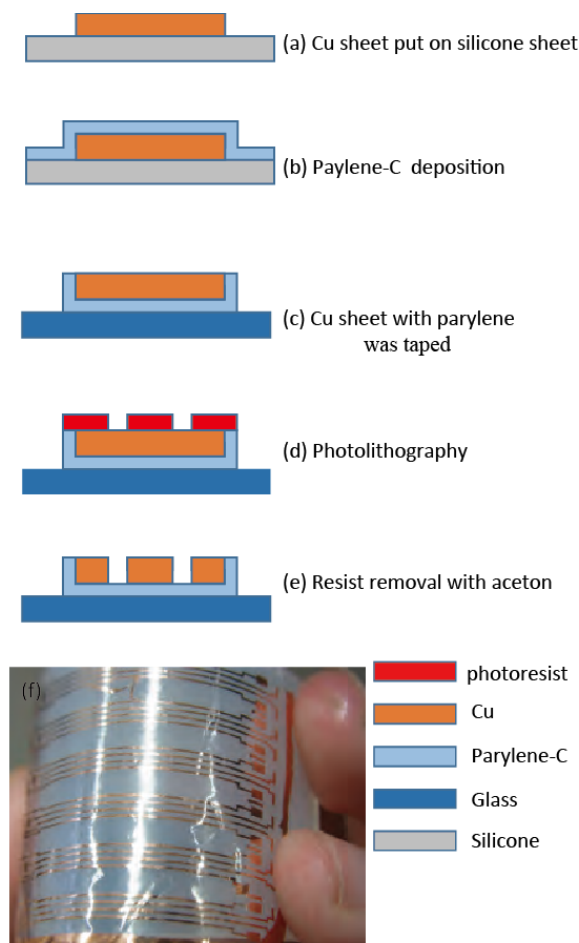 (a) Cu sheet put on silicone sheet
(b) Paylene-C deposition
(c) Cu sheet with parylene
was taped
(d) Photolithography
(e) Resist removal with aceton
(f)
photoresist
Cu
Parylene-C
Glass
Silicone